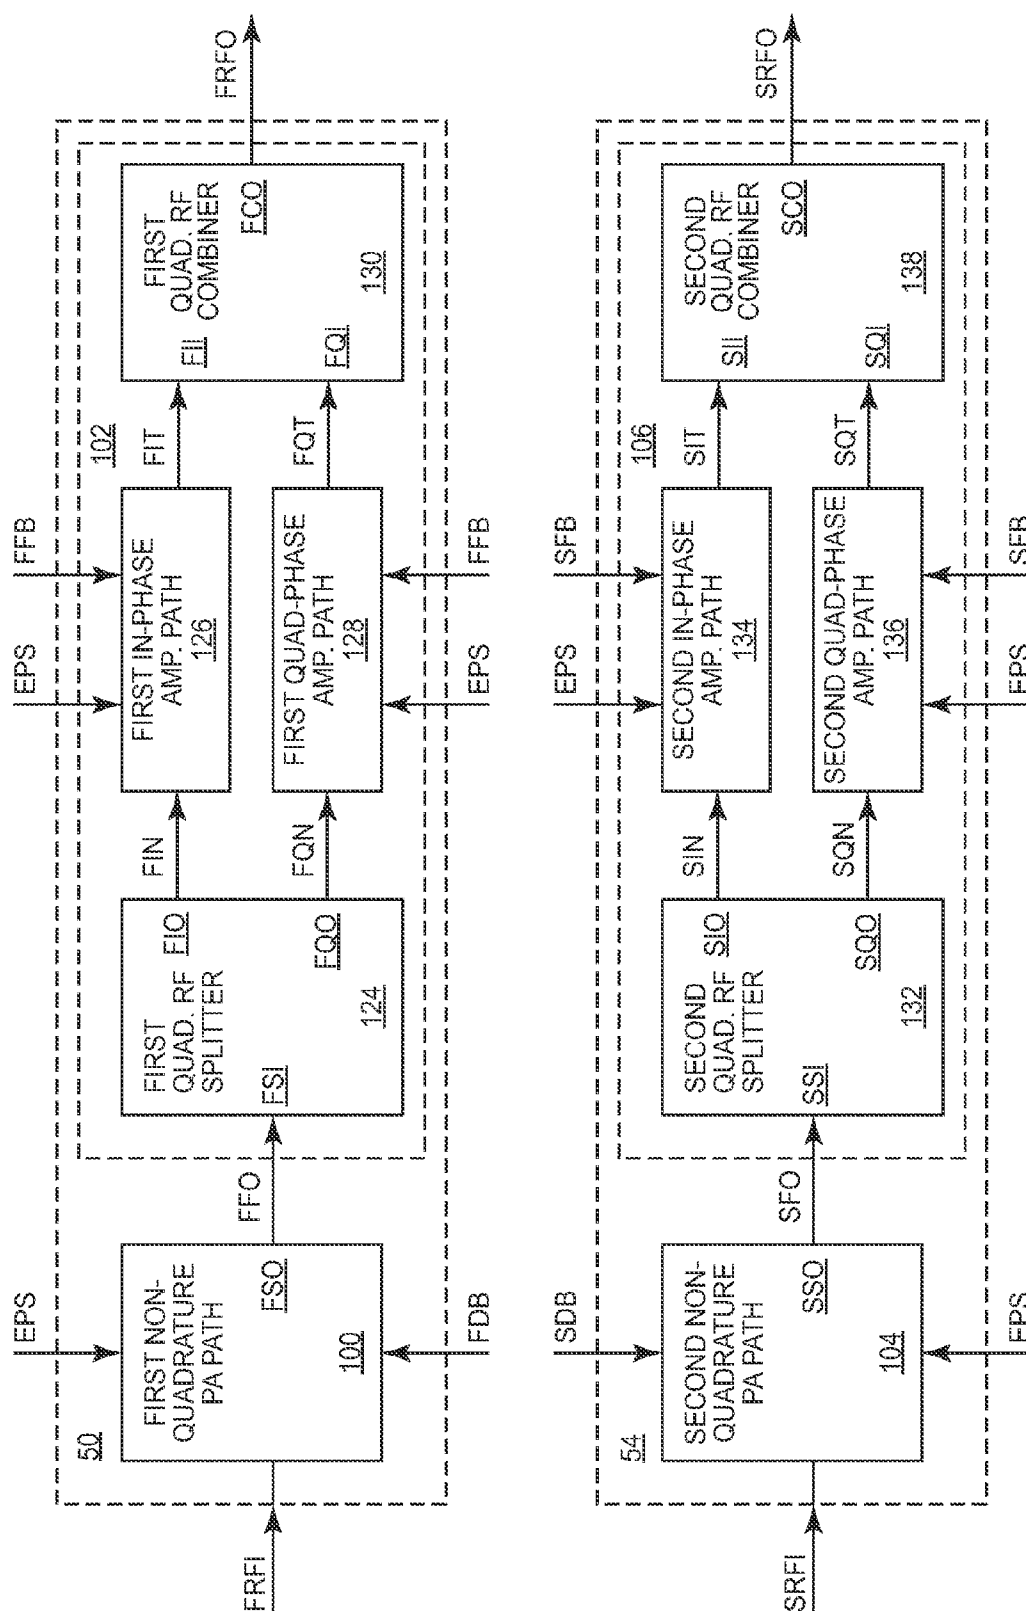 EPS
EPS
FFB
50
102
FIRST NON-
QUADRATURE
PA PATH
FSO
100
FIRST
QUAD. RF
SPLITTER
FIO
FSI
FQO
124
FIRST IN-PHASE
AMP. PATH
126
FIRST QUAD-PHASE
AMP. PATH
128
FIRST
QUAD. RF
COMBINER
FII
FCO
FQI
130
FRFI
FFO
FIN
FQN
FIT
FQT
FRFO
FDB
EPS
FFB
SDB
EPS
SFB
54
106
SECOND NON-
QUADRATURE
PA PATH
SSO
104
SECOND
QUAD. RF
SPLITTER
SIO
SSI
SQO
132
SECOND IN-PHASE
AMP. PATH
134
SECOND QUAD-PHASE
AMP. PATH
136
SECOND
QUAD. RF
COMBINER
SII
SCO
SQI
138
SRFI
SFO
SIN
SQN
SIT
SQT
SRFO
EPS
EPS
SFB